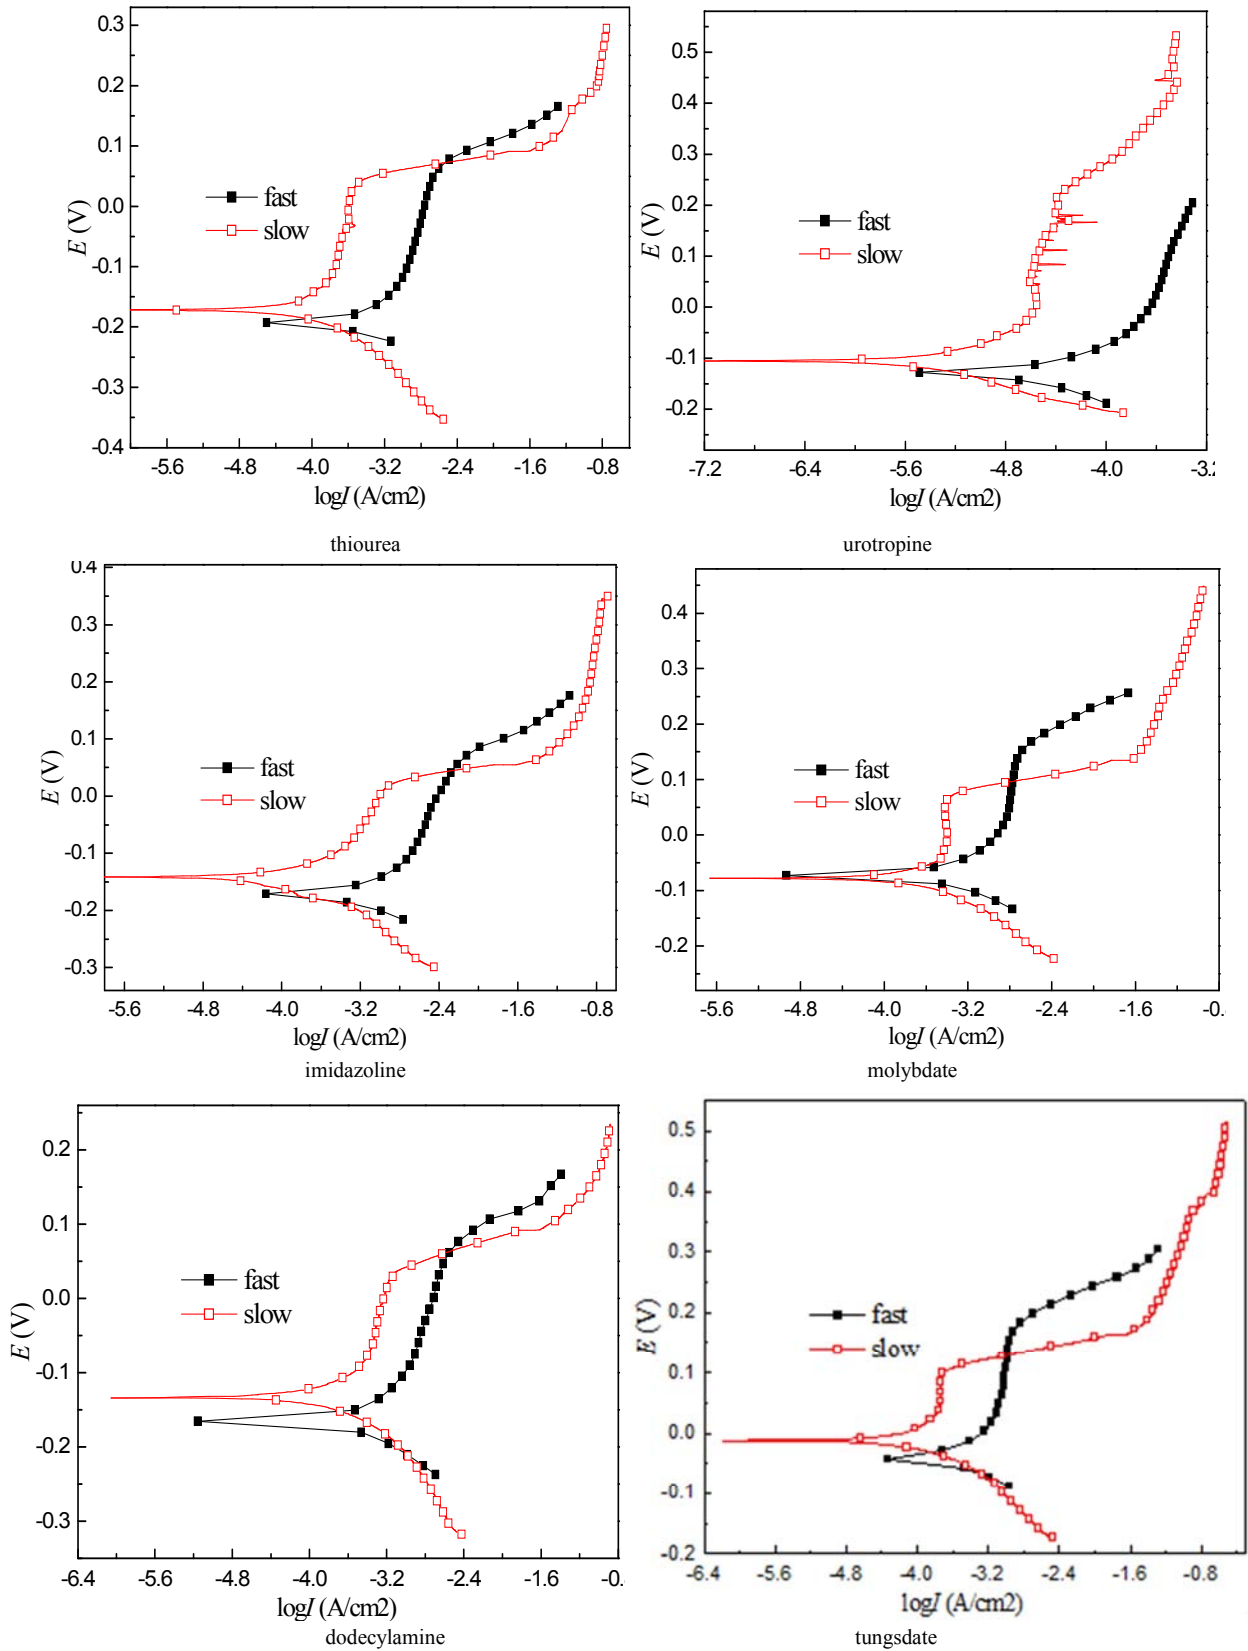 0.3
0.2
0.1
0.0
-0.1
-0.2
-0.3
-0.4
E (V)
fast
slow
-5.6 -4.8 -4.0 -3.2 -2.4 -1.6 -0.8
logI (A/cm2)
thiourea
0.5
0.4
0.3
0.2
0.1
0.0
-0.1
-0.2
E (V)
fast
slow
-7.2 -6.4 -5.6 -4.8 -4.0 -3.2
logI (A/cm2)
urotropine
0.4
0.3
0.2
0.1
0.0
-0.1
-0.2
-0.3
E (V)
fast
slow
-5.6 -4.8 -4.0 -3.2 -2.4 -1.6 -0.8
logI (A/cm2)
imidazoline
0.4
0.3
0.2
0.1
0.0
-0.1
-0.2
E (V)
fast
slow
-5.6 -4.8 -4.0 -3.2 -2.4 -1.6 -0.
logI (A/cm2)
molybdate
0.2
0.1
0.0
-0.1
-0.2
-0.3
E (V)
fast
slow
-6.4 -5.6 -4.8 -4.0 -3.2 -2.4 -1.6 -0.
logI (A/cm2)
dodecylamine
0.5
0.4
0.3
0.2
0.1
0.0
-0.1
-0.2
E (V)
fast
slow
-6.4 -5.6 -4.8 -4.0 -3.2 -2.4 -1.6 -0.8
logI (A/cm2)
tungsdate